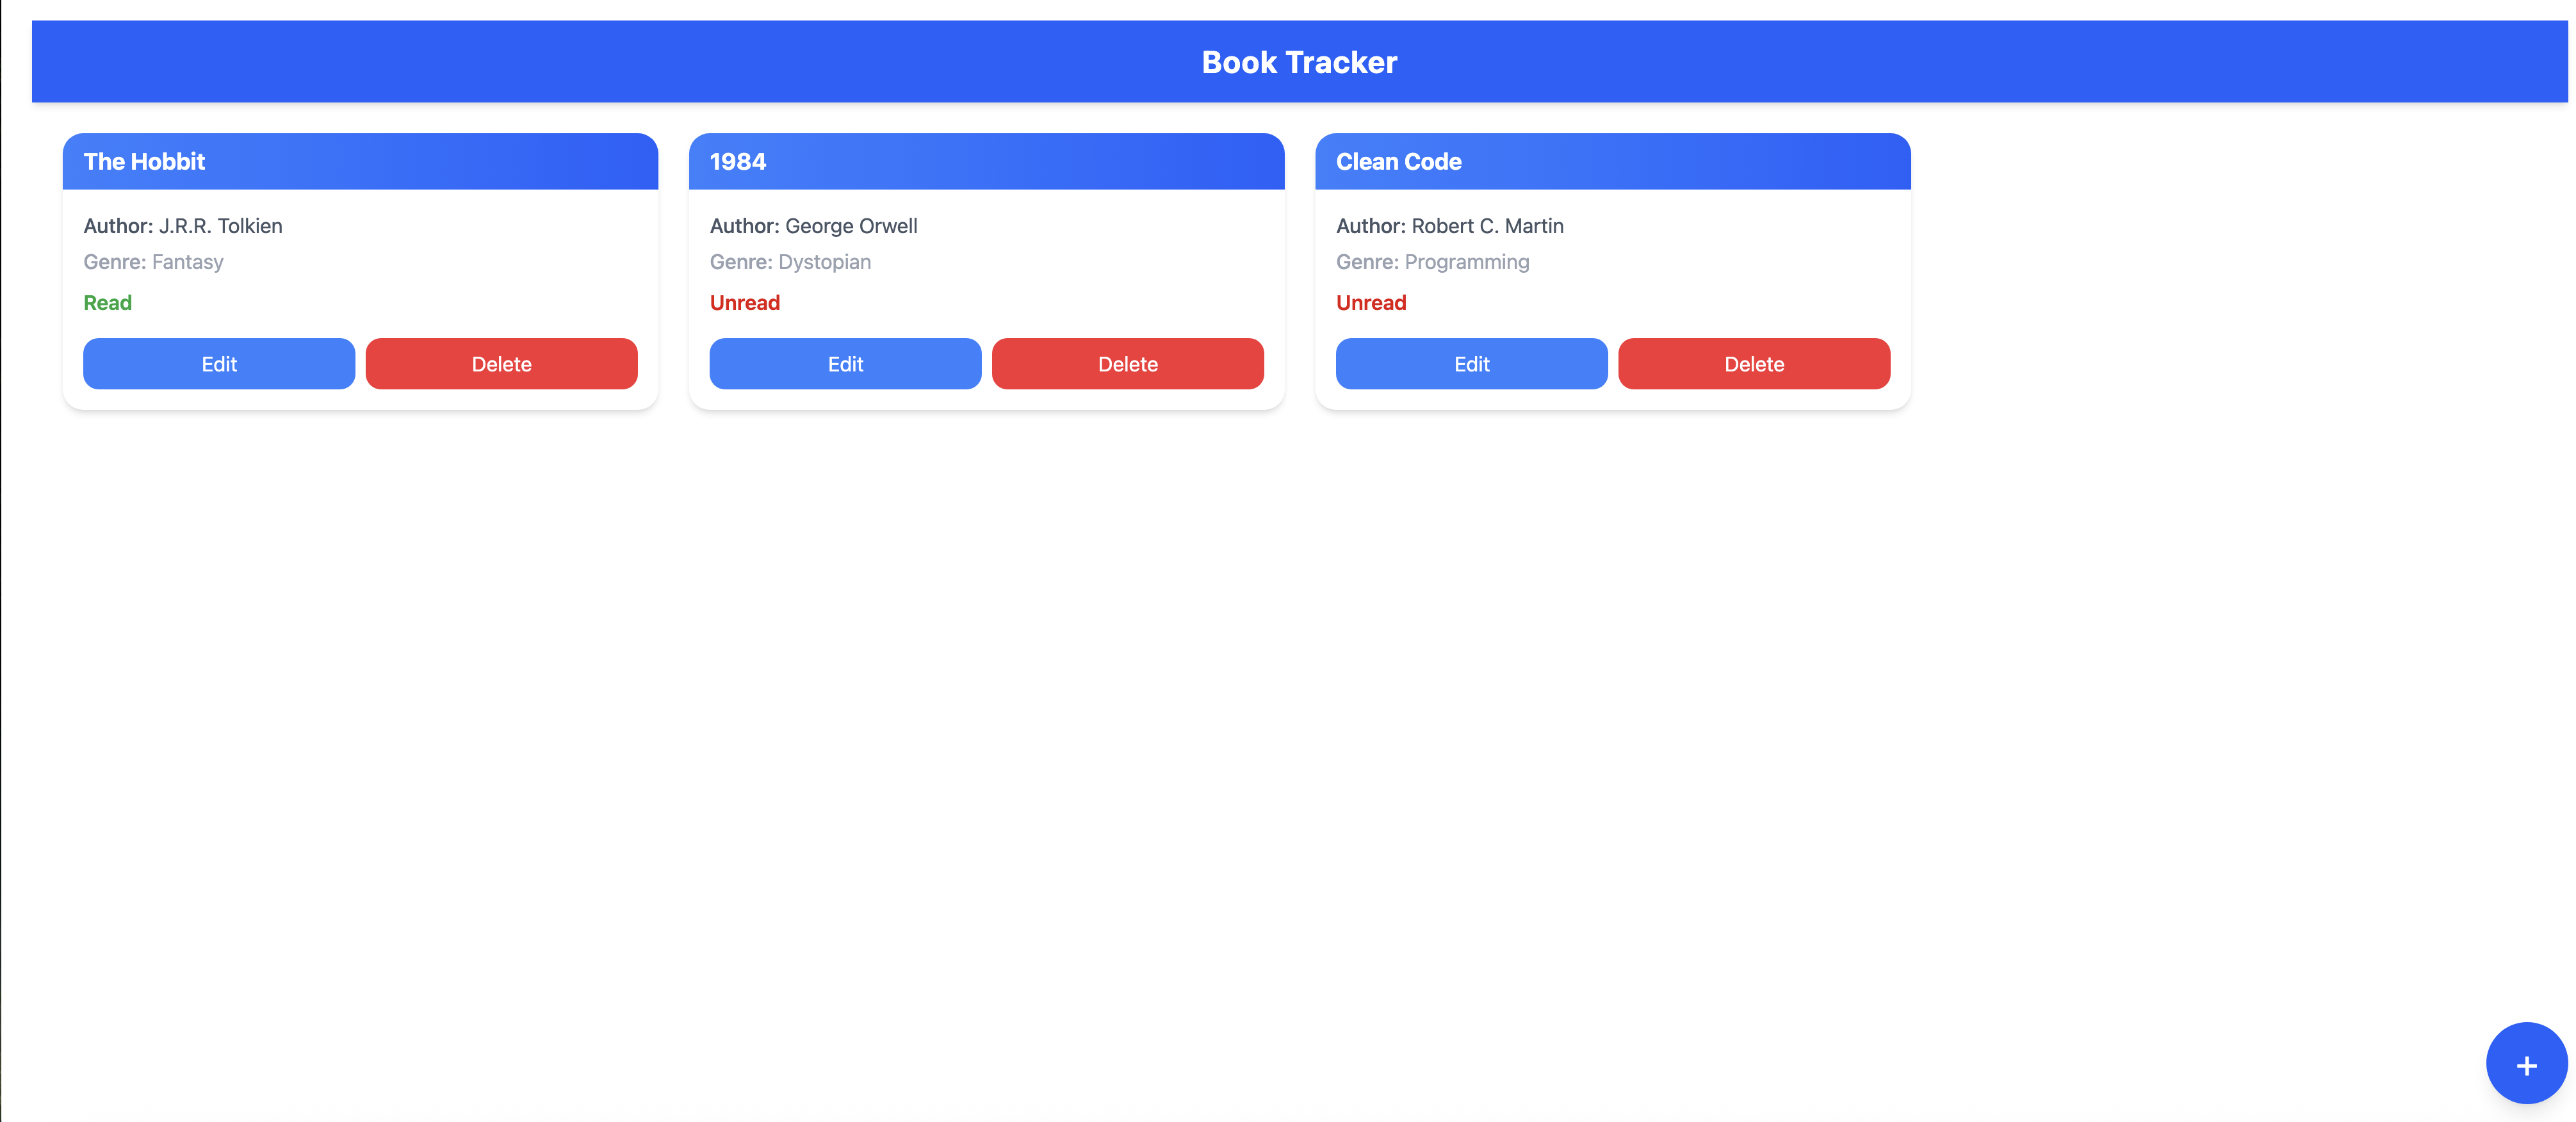 Book Tracker
The Hobbit
Author: J.R.R. Tolkien
Genre: Fantasy
Read
Edit
Delete
1984
Author: George Orwell
Genre: Dystopian
Unread
Edit
Delete
Clean Code
Author: Robert C. Martin
Genre: Programming
Unread
Edit
Delete
+